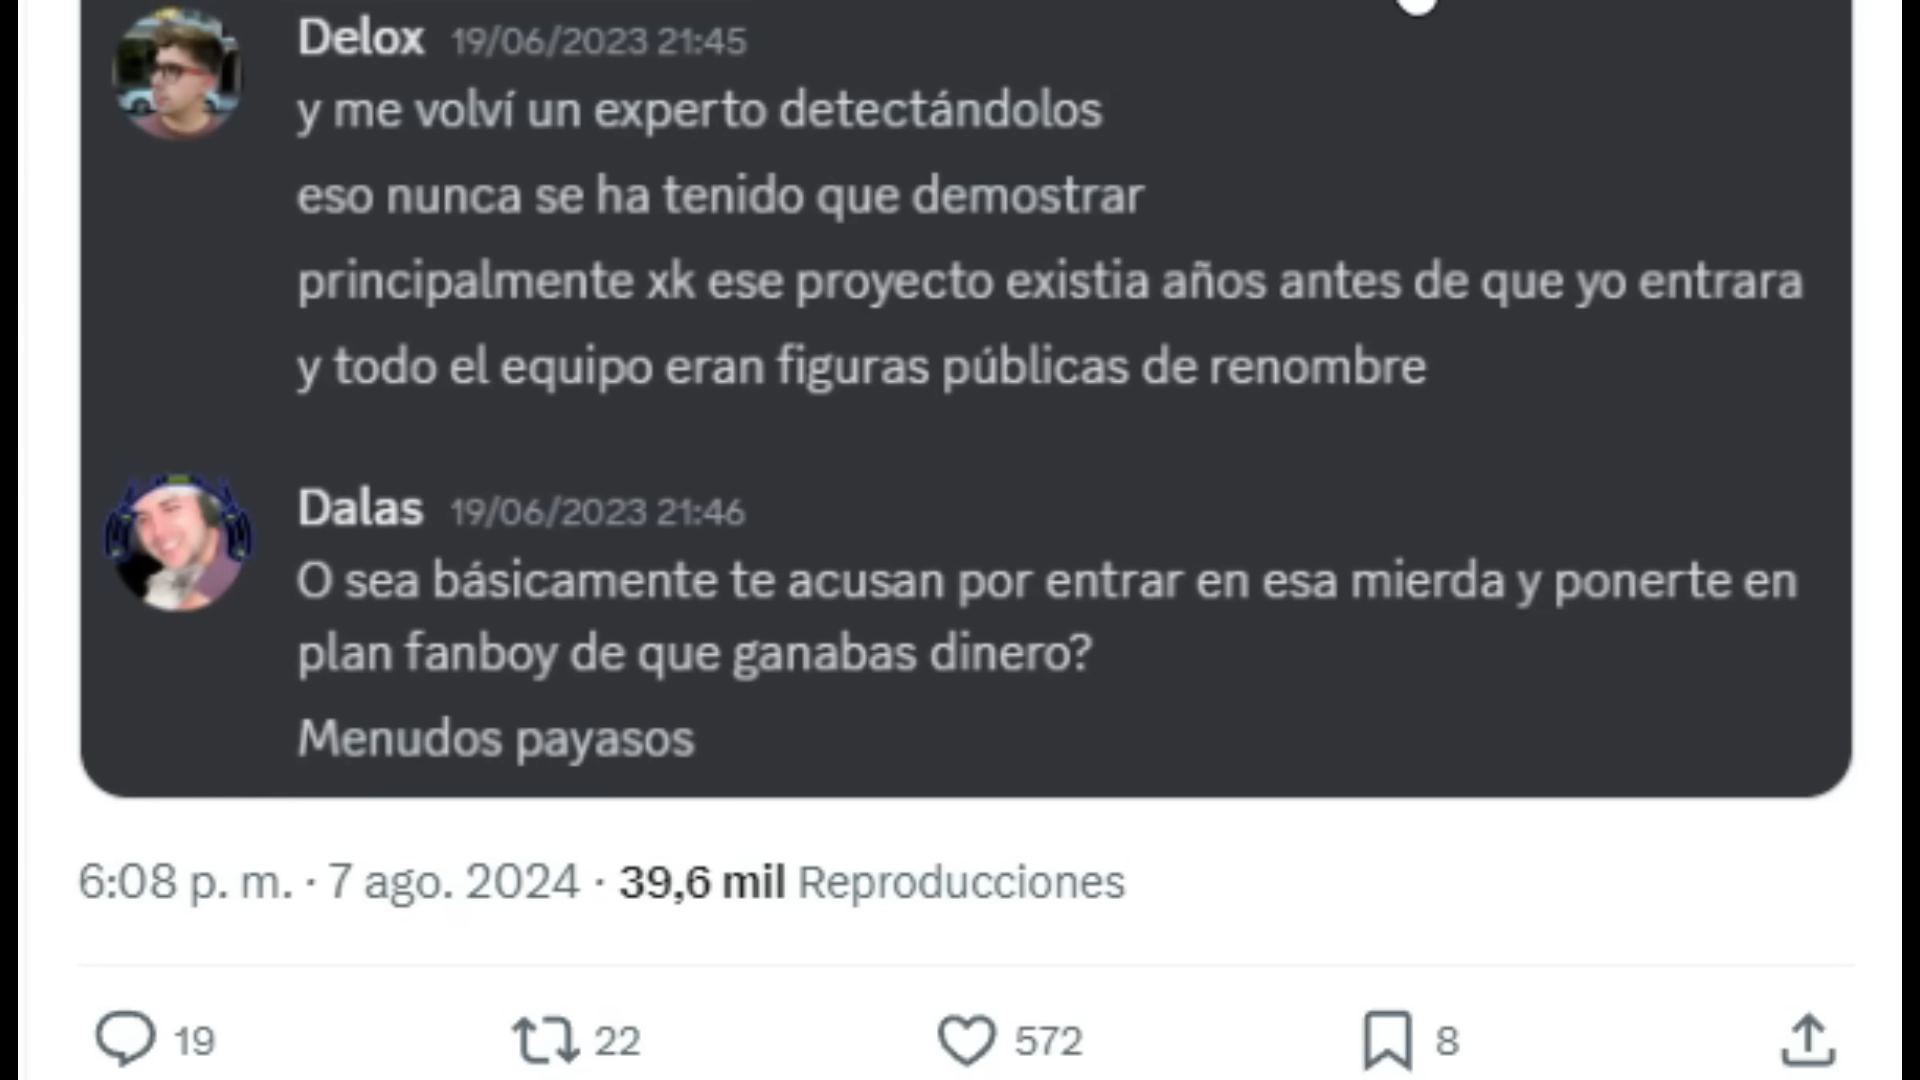 Delox 19/06/2023 21:45
y me volví un experto detectándolos
eso nunca se ha tenido que demostrar
principalmente xk ese proyecto existia años antes de que yo entrara
y todo el equipo eran figuras públicas de renombre
Dalas 19/06/2023 21:46
O sea básicamente te acusan por entrar en esa mierda y ponerte en
plan fanboy de que ganabas dinero?
Menudos payasos
6:08 p. m. · 7 ago. 2024 · 39,6 mil Reproducciones
19 22 572 8